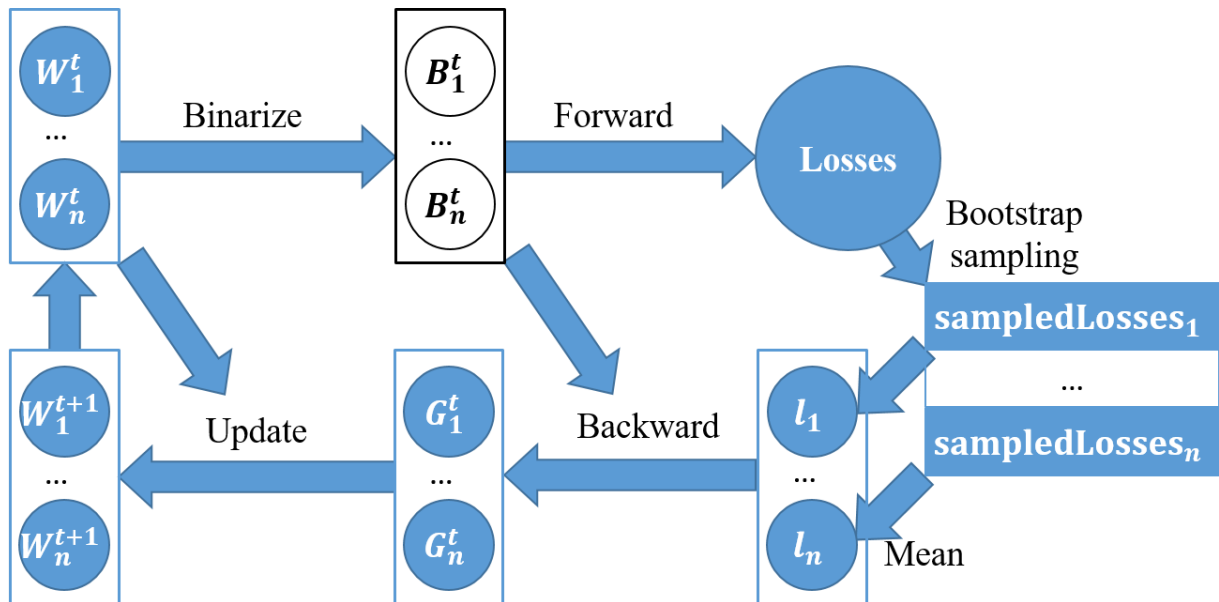 W_1^t
...
W_n^t
Binarize
B_1^t
...
B_n^t
Forward
Losses
Bootstrap
sampling
sampledLosses_1
...
sampledLosses_n
Mean
l_1
...
l_n
Backward
G_1^t
...
G_n^t
Update
W_1^{t+1}
...
W_n^{t+1}